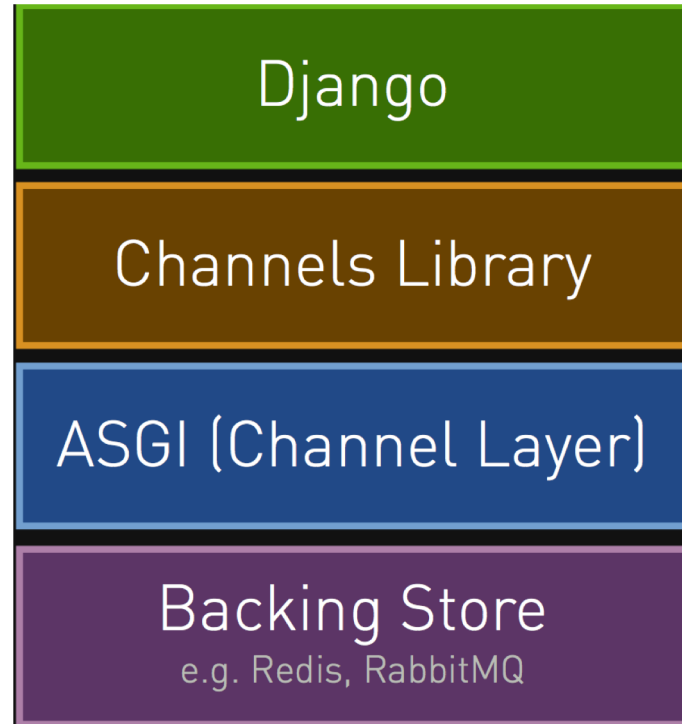 Django
Channels Library
ASGI (Channel Layer)
Backing Store
e.g. Redis, RabbitMQ